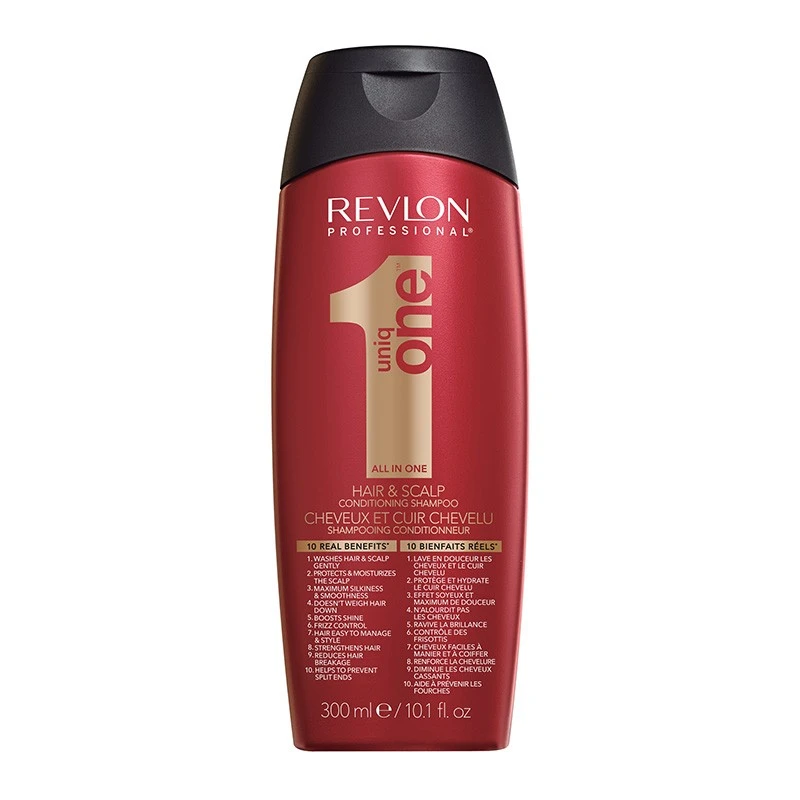 REVLON
PROFESSIONAL®
1
uniq
one™
ALL IN ONE
HAIR & SCALP
CONDITIONING SHAMPOO
CHEVEUX ET CUIR CHEVELU
SHAMPOOING CONDITIONNEUR
10 REAL BENEFITS*
1. WASHES HAIR & SCALP
GENTLY
2. PROTECTS & MOISTURIZES
THE SCALP
3. MAXIMUM SILKINESS
& SMOOTHNESS
4. DOESN'T WEIGH HAIR
DOWN
5. BOOSTS SHINE
6. FRIZZ CONTROL
7. HAIR EASY TO MANAGE
& STYLE
8. STRENGTHENS HAIR
9. REDUCES HAIR
BREAKAGE
10. HELPS TO PREVENT
SPLIT ENDS
10 BIENFAITS RÉELS*
1. LAVE EN DOUCEUR LES
CHEVEUX ET LE CUIR
CHEVELU
2. PROTÈGE ET HYDRATE
LE CUIR CHEVELU
3. EFFET SOYEUX ET
MAXIMUM DE DOUCEUR
4. N'ALOURDIT PAS
LES CHEVEUX
5. RAVIVE LA BRILLANCE
6. CONTRÔLE DES
FRISOTTIS
7. CHEVEUX FACILES À
MANIER ET À COIFFER
8. RENFORCE LA CHEVELURE
9. DIMINUE LES CHEVEUX
CASSANTS
10. AIDE À PRÉVENIR LES
FOURCHES
300 ml e / 10.1 fl. oz